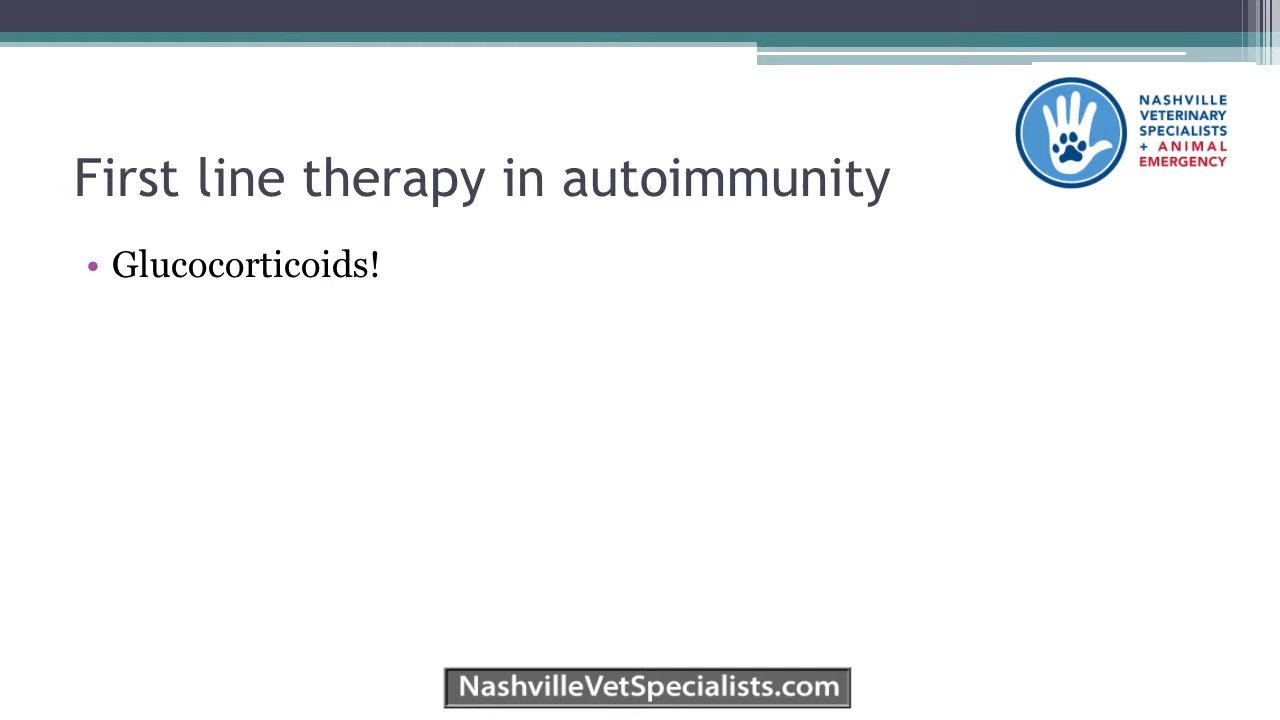 NASHVILLE
VETERINARY
SPECIALISTS
+ ANIMAL
EMERGENCY
First line therapy in autoimmunity
• Glucocorticoids!
NashvilleVetSpecialists.com